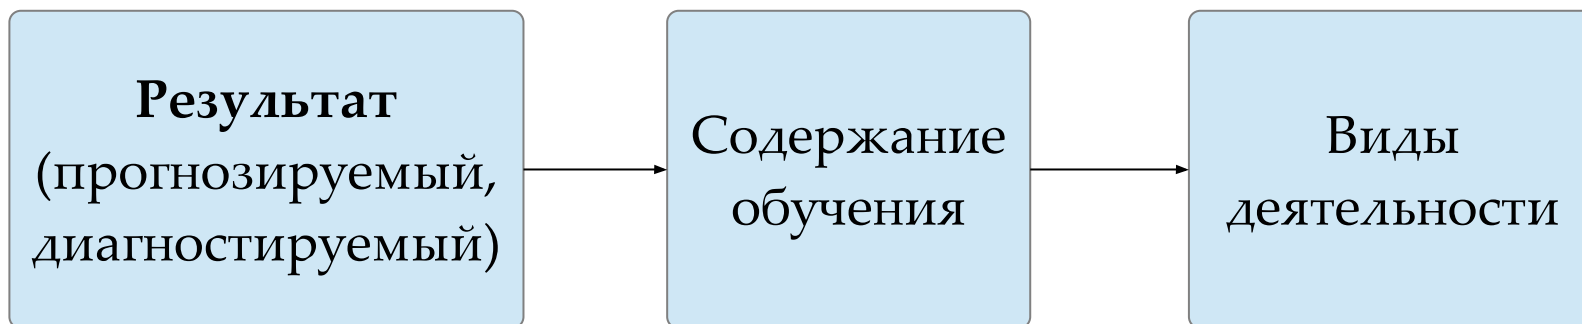 Результат
(прогнозируемый,
диагностируемый)
Содержание
обучения
Виды
деятельности